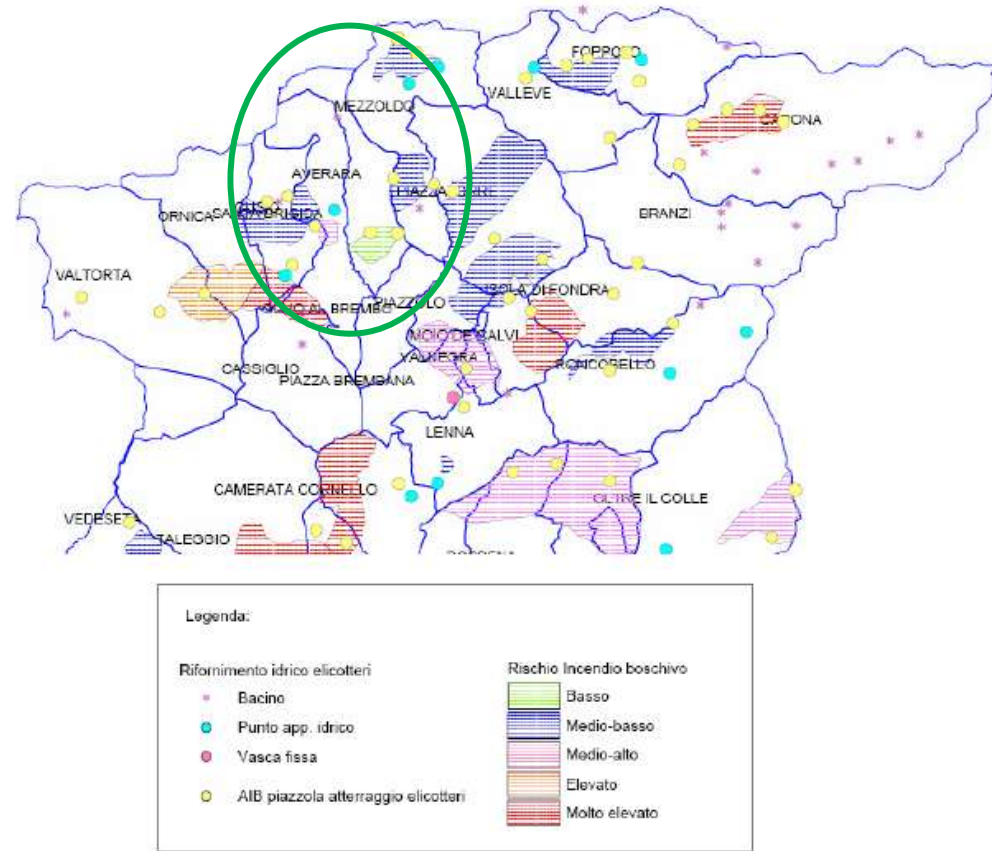 FOPPOLO
VALLEVE
MEZZOLDO
CARONA
AVERARA
ORNICA
SANTA BRIGIDA
BRANZI
VALTORTA
PIAZZOLO
ISOLA DI FONDRA
MOIO DE CALVI
VALNEGRA
RONCOBELLO
CASSIGLIO
PIAZZA BREMBANA
LENNA
CAMERATA CORNELLO
OLTRE IL COLLE
VEDESETA
TALEGGIO
Legenda:
Rifornimento idrico elicotteri
Bacino
Punto app. idrico
Vasca fissa
AIB piazzola atterraggio elicotteri
Rischio Incendio boschivo
Basso
Medio-basso
Medio-alto
Elevato
Molto elevato